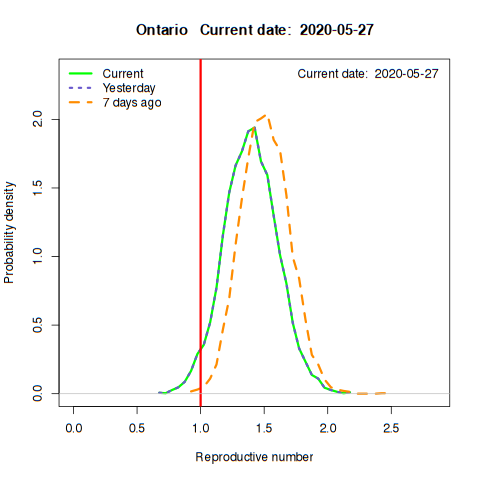 Ontario Current date: 2020-05-27
Current
Yesterday
7 days ago
Current date: 2020-05-27
Probability density
2.0
1.5
1.0
0.5
0.0
0.0 0.5 1.0 1.5 2.0 2.5
Reproductive number